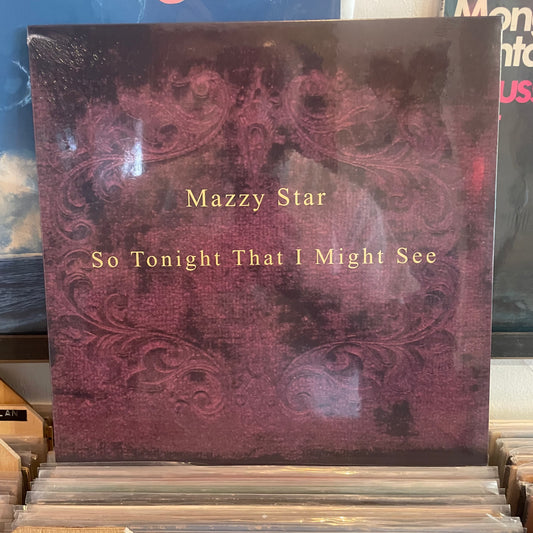 Mazzy Star
So Tonight That I Might See